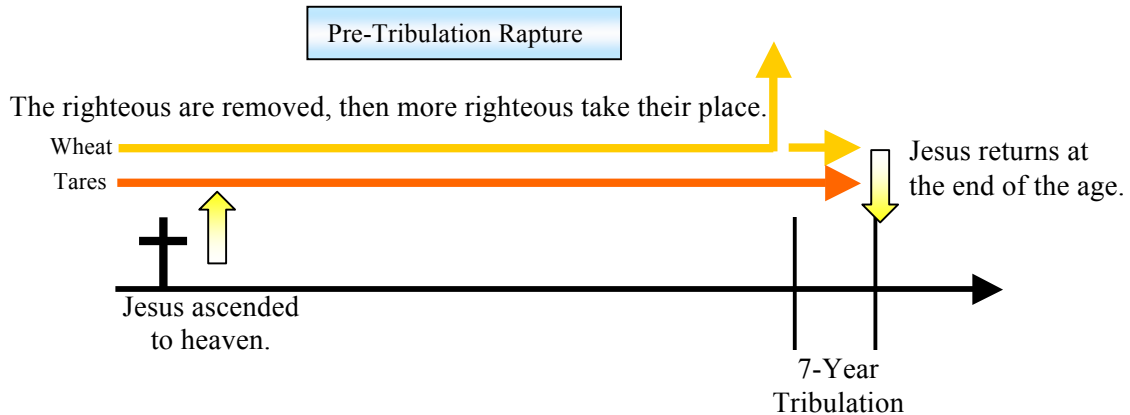 Pre-Tribulation Rapture
The righteous are removed, then more righteous take their place.
Wheat
Tares
Jesus returns at
the end of the age.
Jesus ascended
to heaven.
7-Year
Tribulation